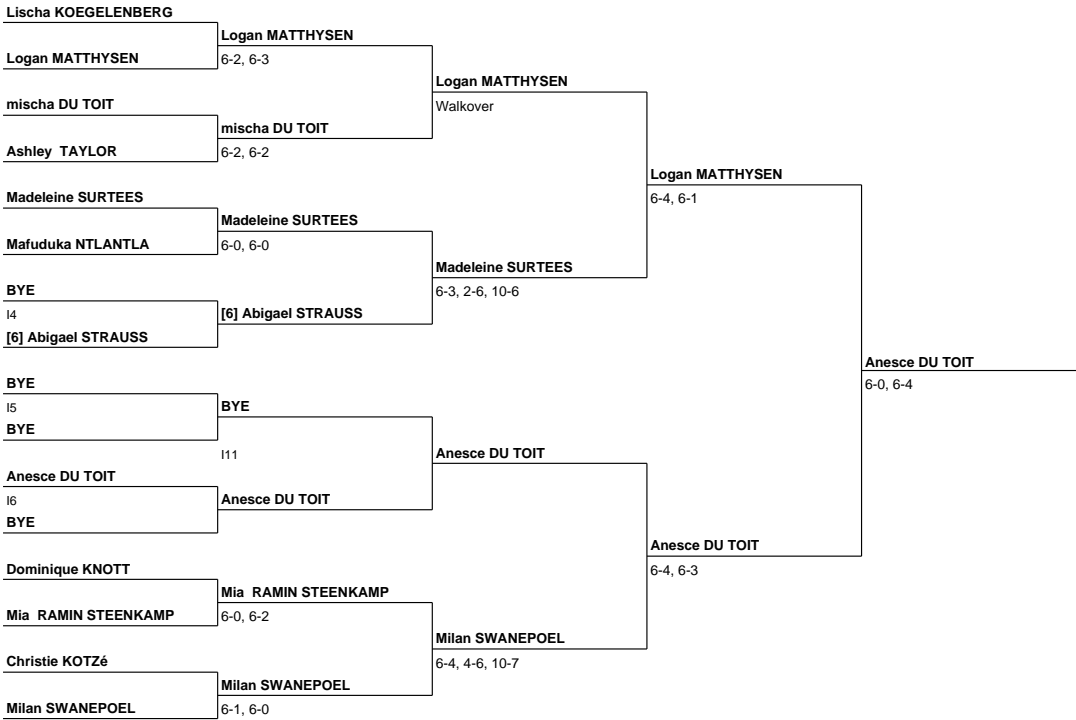 Lischa KOEGELENBERG
Logan MATTHYSEN
Logan MATTHYSEN
6-2, 6-3
Logan MATTHYSEN
mischa DU TOIT
Walkover
mischa DU TOIT
Ashley  TAYLOR
6-2, 6-2
Logan MATTHYSEN
Madeleine SURTEES
6-4, 6-1
Madeleine SURTEES
Mafuduka NTLANTLA
6-0, 6-0
Madeleine SURTEES
BYE
6-3, 2-6, 10-6
I4
[6] Abigael STRAUSS
[6] Abigael STRAUSS
Anesce DU TOIT
BYE
6-0, 6-4
I5
BYE
BYE
I11
Anesce DU TOIT
Anesce DU TOIT
I6
Anesce DU TOIT
BYE
Anesce DU TOIT
Dominique KNOTT
6-4, 6-3
Mia  RAMIN STEENKAMP
Mia  RAMIN STEENKAMP
6-0, 6-2
Milan SWANEPOEL
Christie KOTZé
6-4, 4-6, 10-7
Milan SWANEPOEL
Milan SWANEPOEL
6-1, 6-0